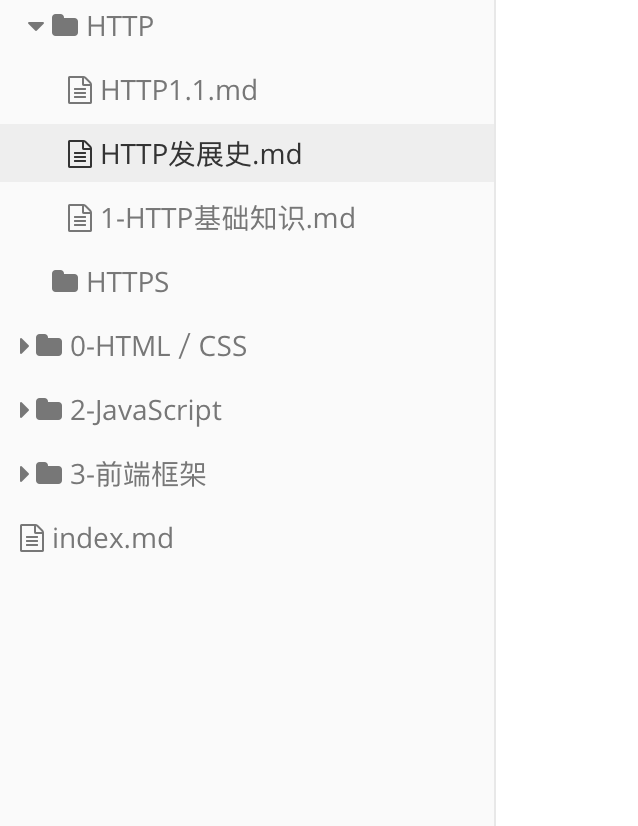 HTTP
HTTP1.1.md
HTTP发展史.md
1-HTTP基础知识.md
HTTPS
0-HTML / CSS
2-JavaScript
3-前端框架
index.md